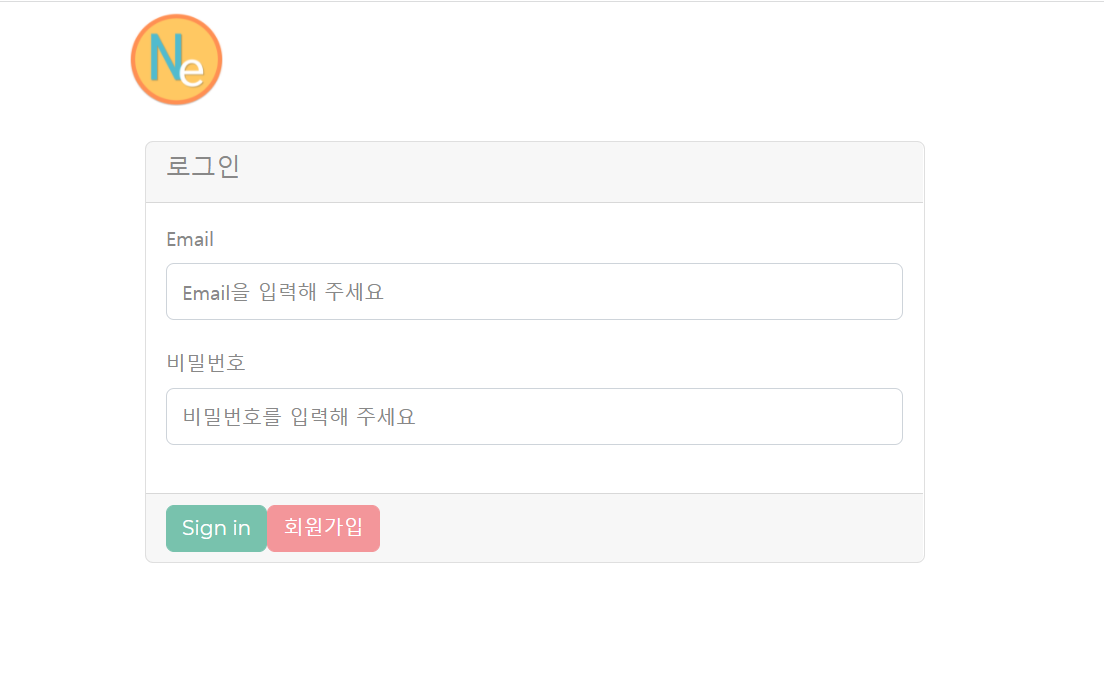 Ne
로그인
Email
Email을 입력해 주세요
비밀번호
비밀번호를 입력해 주세요
Sign in 회원가입